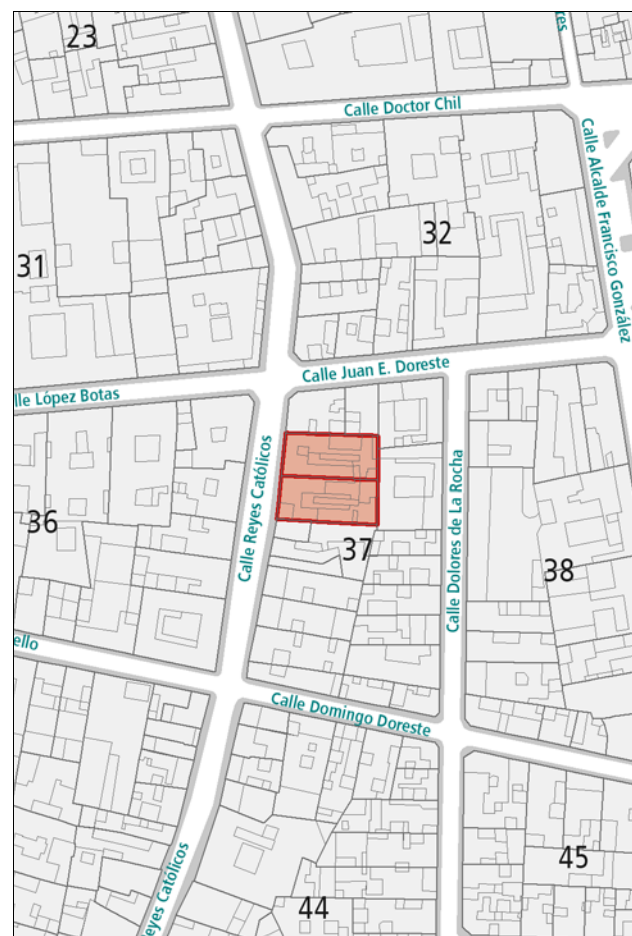 23
res
Calle Doctor Chil
Calle Alcalde Francisco González
32
31
Calle Juan E. Doreste
lle López Botas
Calle Reyes Católicos
36
37
Calle Dolores de La Rocha
38
ello
Calle Domingo Doreste
eyes Católicos
45
44